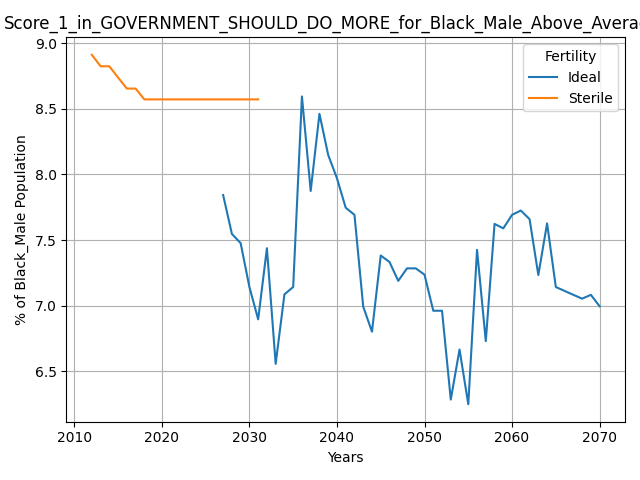 Score_1_in_GOVERNMENT_SHOULD_DO_MORE_for_Black_Male_Above_Avera
Fertility
Ideal
Sterile
% of Black_Male Population
9.0
8.5
8.0
7.5
7.0
6.5
2010 2020 2030 2040 2050 2060 2070
Years